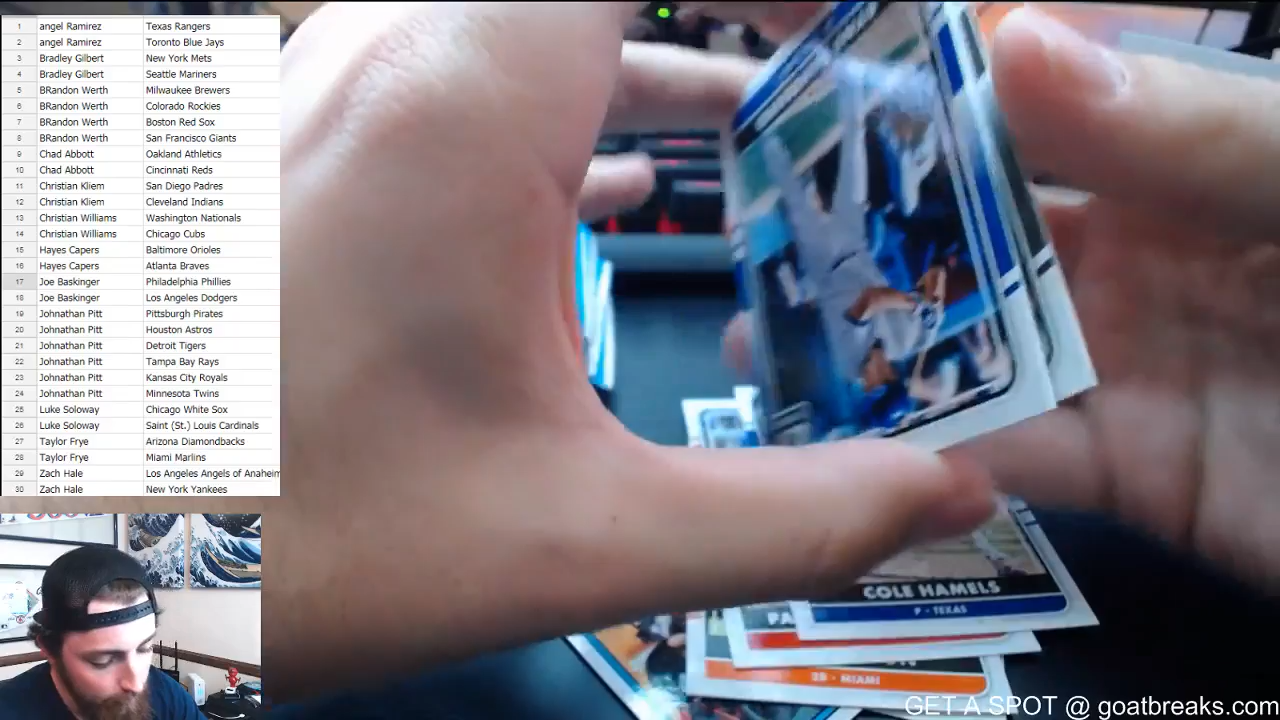 1 angel Ramirez Texas Rangers
2 angel Ramirez Toronto Blue Jays
3 Bradley Gilbert New York Mets
4 Bradley Gilbert Seattle Mariners
5 BRandon Werth Milwaukee Brewers
6 BRandon Werth Colorado Rockies
7 BRandon Werth Boston Red Sox
8 BRandon Werth San Francisco Giants
9 Chad Abbott Oakland Athletics
10 Chad Abbott Cincinnati Reds
11 Christian Kliem San Diego Padres
12 Christian Kliem Cleveland Indians
13 Christian Williams Washington Nationals
14 Christian Williams Chicago Cubs
15 Hayes Capers Baltimore Orioles
16 Hayes Capers Atlanta Braves
17 Joe Baskinger Philadelphia Phillies
18 Joe Baskinger Los Angeles Dodgers
19 Johnathan Pitt Pittsburgh Pirates
20 Johnathan Pitt Houston Astros
21 Johnathan Pitt Detroit Tigers
22 Johnathan Pitt Tampa Bay Rays
23 Johnathan Pitt Kansas City Royals
24 Johnathan Pitt Minnesota Twins
25 Luke Soloway Chicago White Sox
26 Luke Soloway Saint (St.) Louis Cardinals
27 Taylor Frye Arizona Diamondbacks
28 Taylor Frye Miami Marlins
29 Zach Hale Los Angeles Angels of Anaheim
30 Zach Hale New York Yankees
COLE HAMELS
P - TEXAS
3B - MIAMI
GET A SPOT @ goatbreaks.com